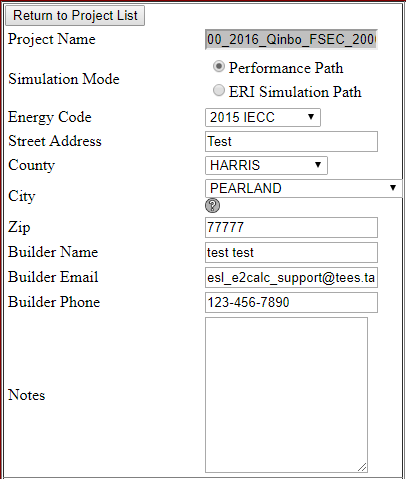 Return to Project List
Project Name 00_2016_Qinbo_FSEC_200
Simulation Mode
Performance Path
ERI Simulation Path
Energy Code 2015 IECC
Street Address Test
County HARRIS
City PEARLAND
?
Zip 77777
Builder Name test test
Builder Email esl_e2calc_support@tees.ta
Builder Phone 123-456-7890
Notes